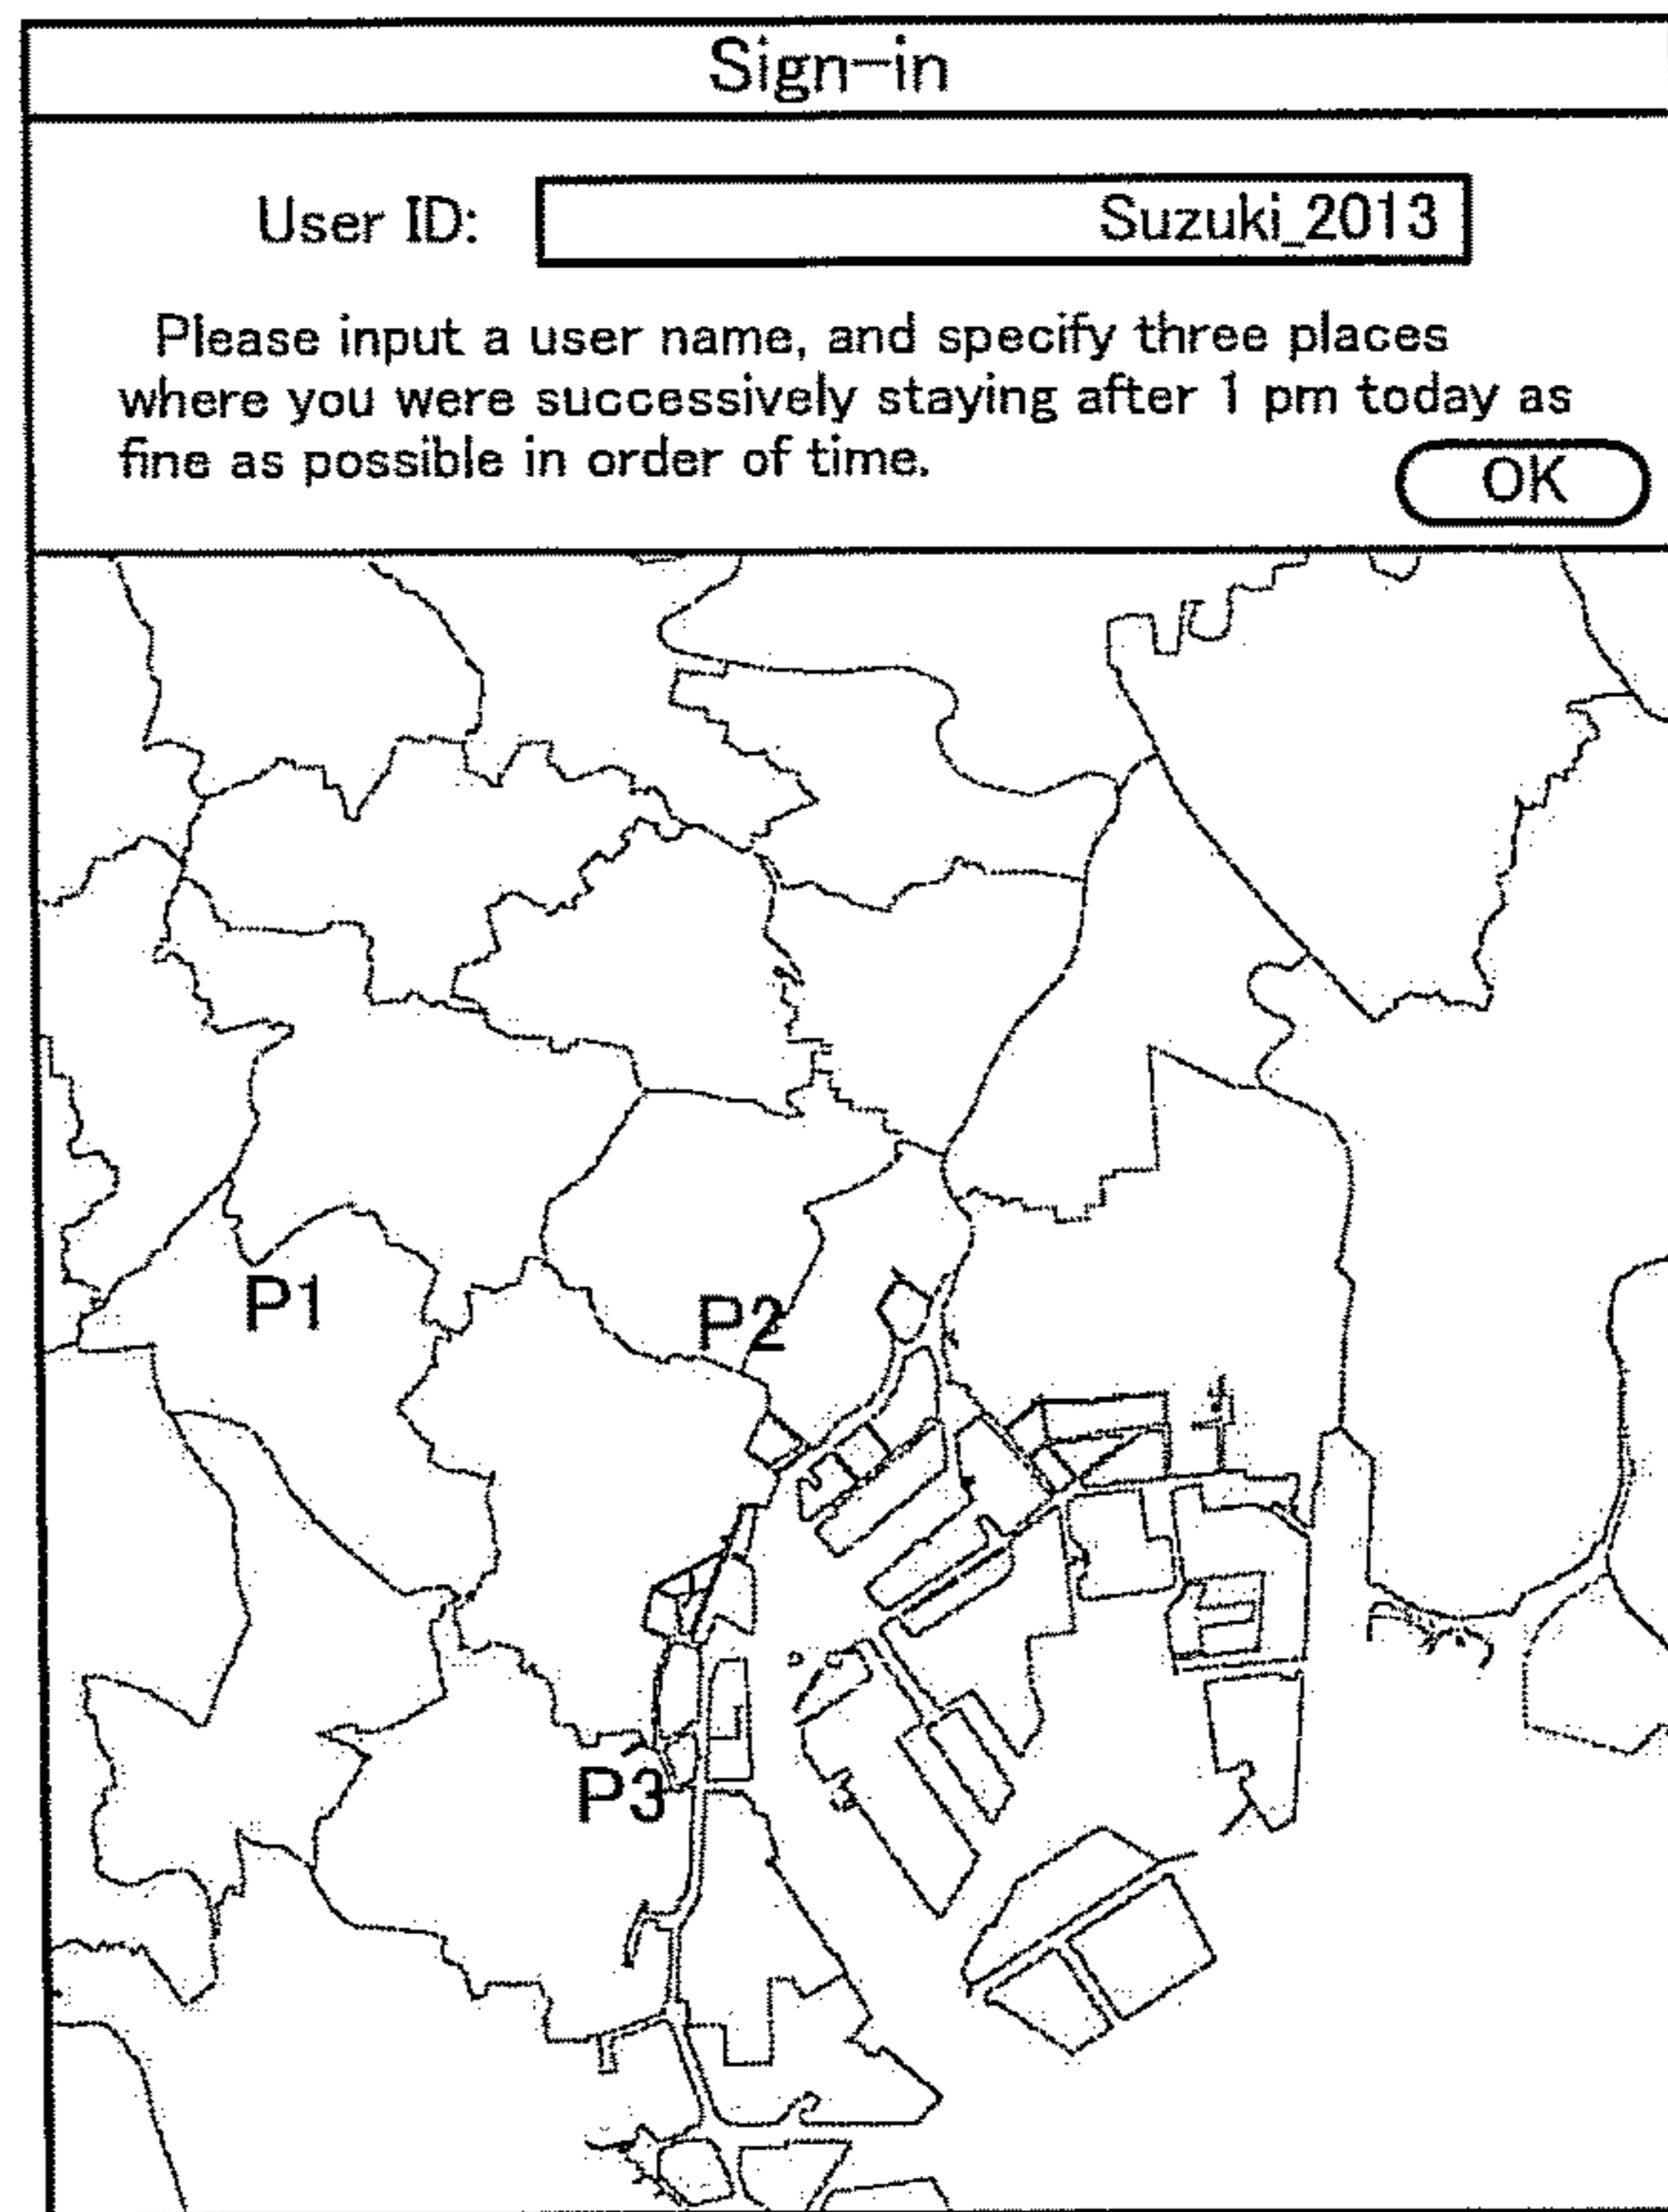 Sign-in
User ID: Suzuki_2013
Please input a user name, and specify three places
where you were successively staying after 1 pm today as
fine as possible in order of time.
OK
P1
P2
P3